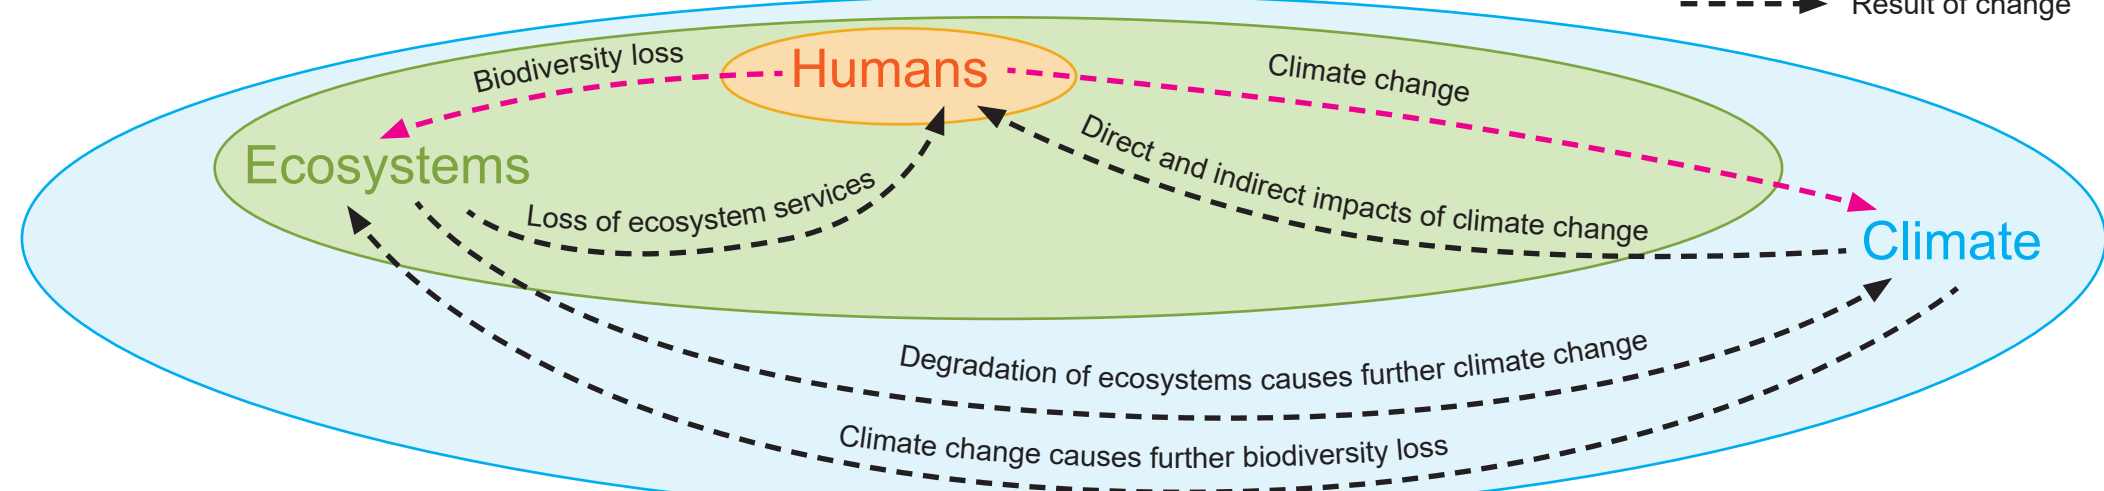 Result of change
Biodiversity loss
Humans
Climate change
Ecosystems
Direct and indirect impacts of climate change
Loss of ecosystem services
Climate
Degradation of ecosystems causes further climate change
Climate change causes further biodiversity loss